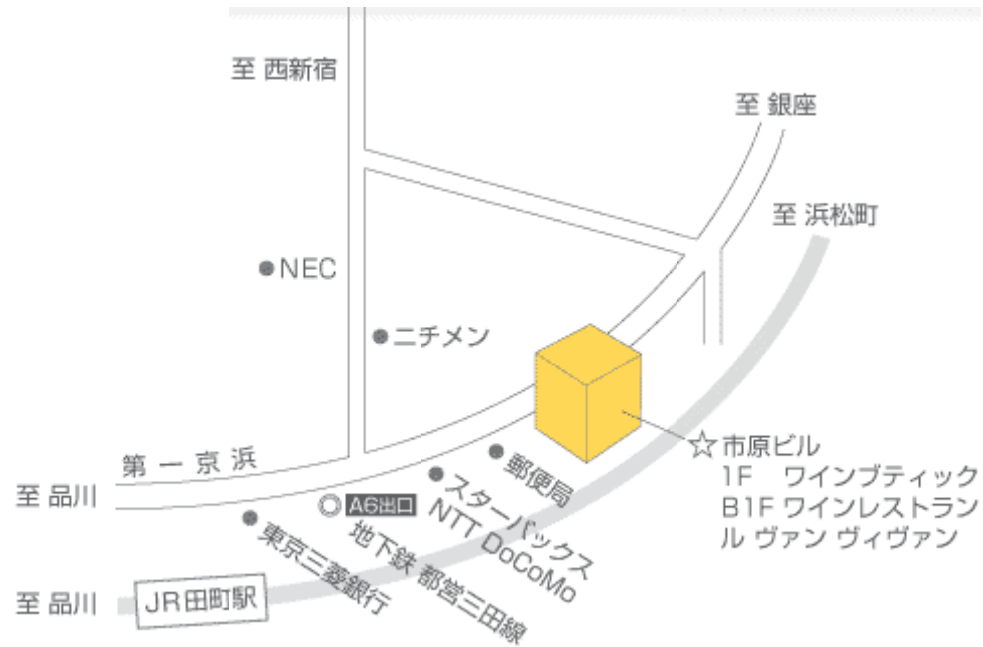 至 西新宿
至 銀座
至 浜松町
NEC
ニチメン
☆市原ビル
1F ワインブティック
B1F ワインレストラン
ル ヴァン ヴィヴァン
郵便局
スターバックス
NTT DoCoMo
第一京浜
至 品川
A6出口
地下鉄 都営三田線
東京三菱銀行
至 品川
JR田町駅